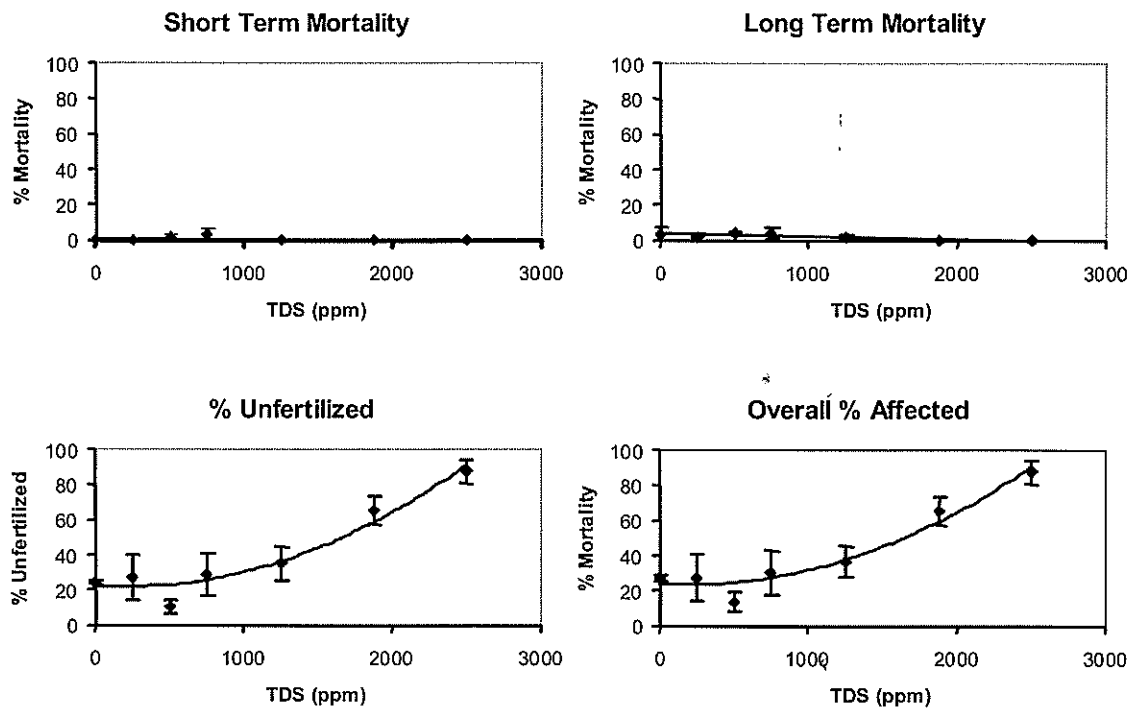 Short Term Mortality
% Mortality
100
80
60
40
20
0
0 1000 2000 3000
TDS (ppm)
Long Term Mortality
% Mortality
100
80
60
40
20
0
0 1000 2000 3000
TDS (ppm)
% Unfertilized
% Unfertilized
100
80
60
40
20
0
0 1000 2000 3000
TDS (ppm)
Overall % Affected
% Mortality
100
80
60
40
20
0
0 1000 2000 3000
TDS (ppm)